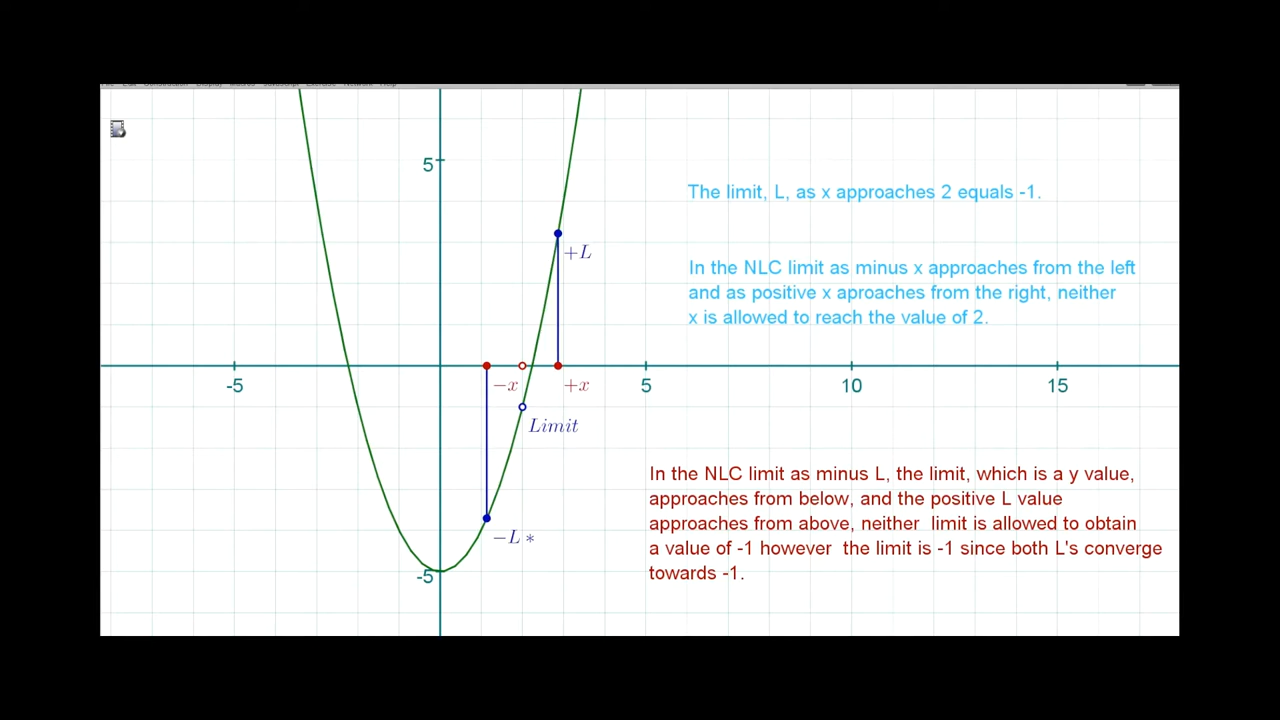 5
The limit, L, as x approaches 2 equals -1.
+L
In the NLC limit as minus x approaches from the left
and as positive x aproaches from the right, neither
x is allowed to reach the value of 2.
-5
−x
+x
5
10
15
Limit
In the NLC limit as minus L, the limit, which is a y value,
approaches from below, and the positive L value
approaches from above, neither limit is allowed to obtain
a value of -1 however the limit is -1 since both L's converge
towards -1.
−L*
-5